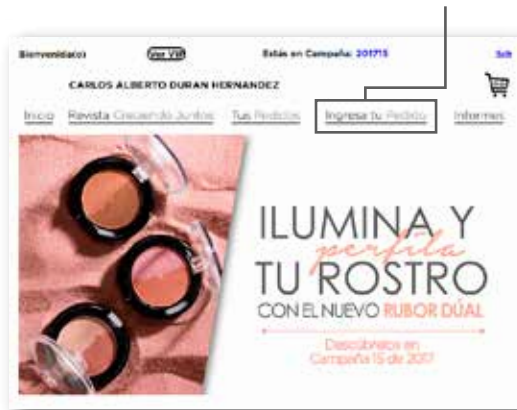 Bienvenida(o) Ver VIP Estás en Campaña: 201715 Salir
CARLOS ALBERTO DURAN HERNANDEZ
Inicio Revista Creciendo Juntos Tus Pedidos Ingresa tu Pedido Informes
ILUMINA Y
perfila
TU ROSTRO
CON EL NUEVO RUBOR DÚAL
Descúbrelos en
Campaña 15 de 2017